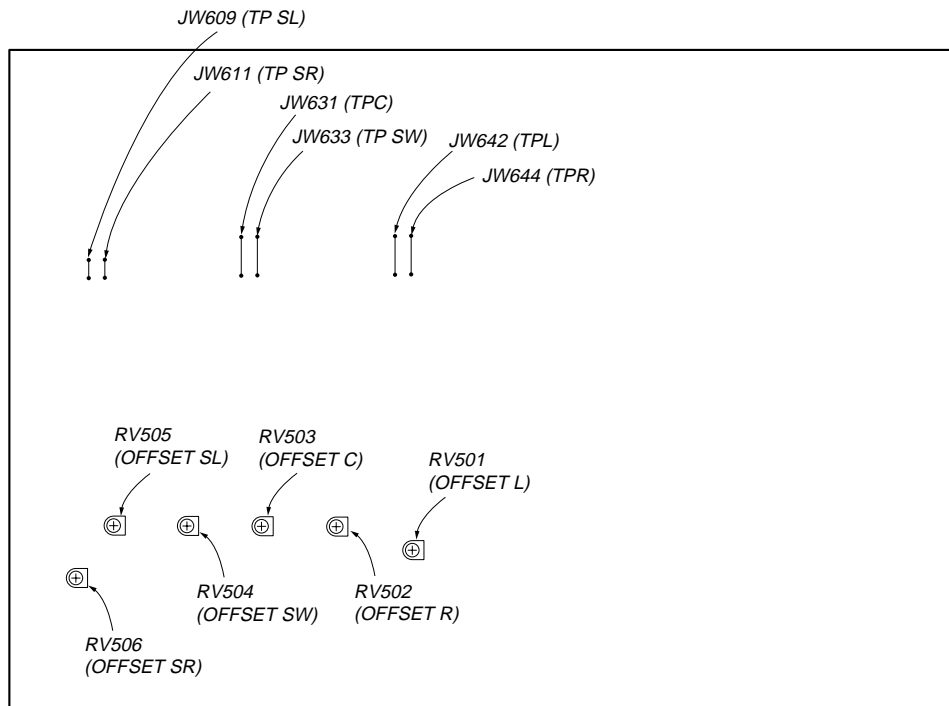 JW609 (TP SL)
JW611 (TP SR)
JW631 (TPC)
JW633 (TP SW)
JW642 (TPL)
JW644 (TPR)
RV505
(OFFSET SL)
RV503
(OFFSET C)
RV501
(OFFSET L)
RV504
(OFFSET SW)
RV502
(OFFSET R)
RV506
(OFFSET SR)